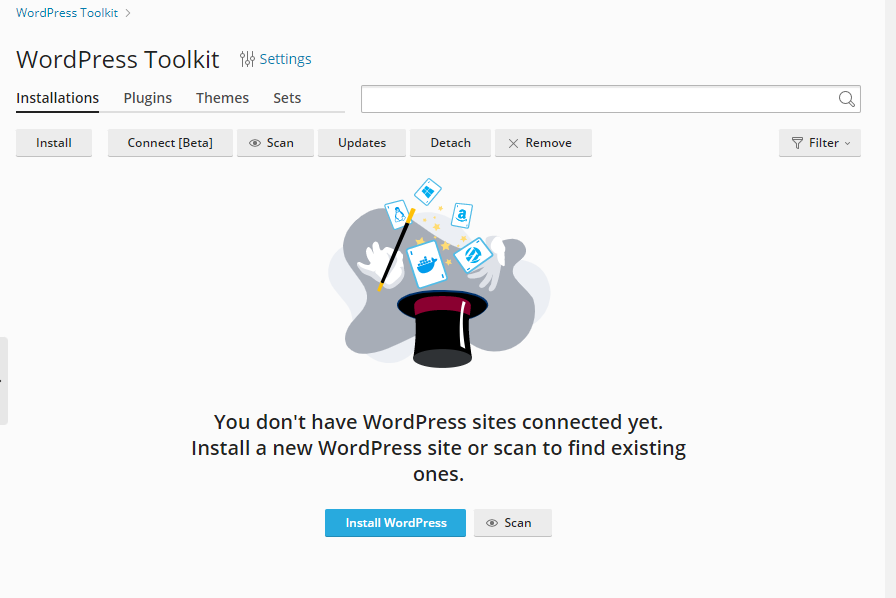 WordPress Toolkit
WordPress Toolkit Settings
Installations Plugins Themes Sets
Install Connect [Beta] Scan Updates Detach Remove Filter
You don't have WordPress sites connected yet.
Install a new WordPress site or scan to find existing
ones.
Install WordPress Scan